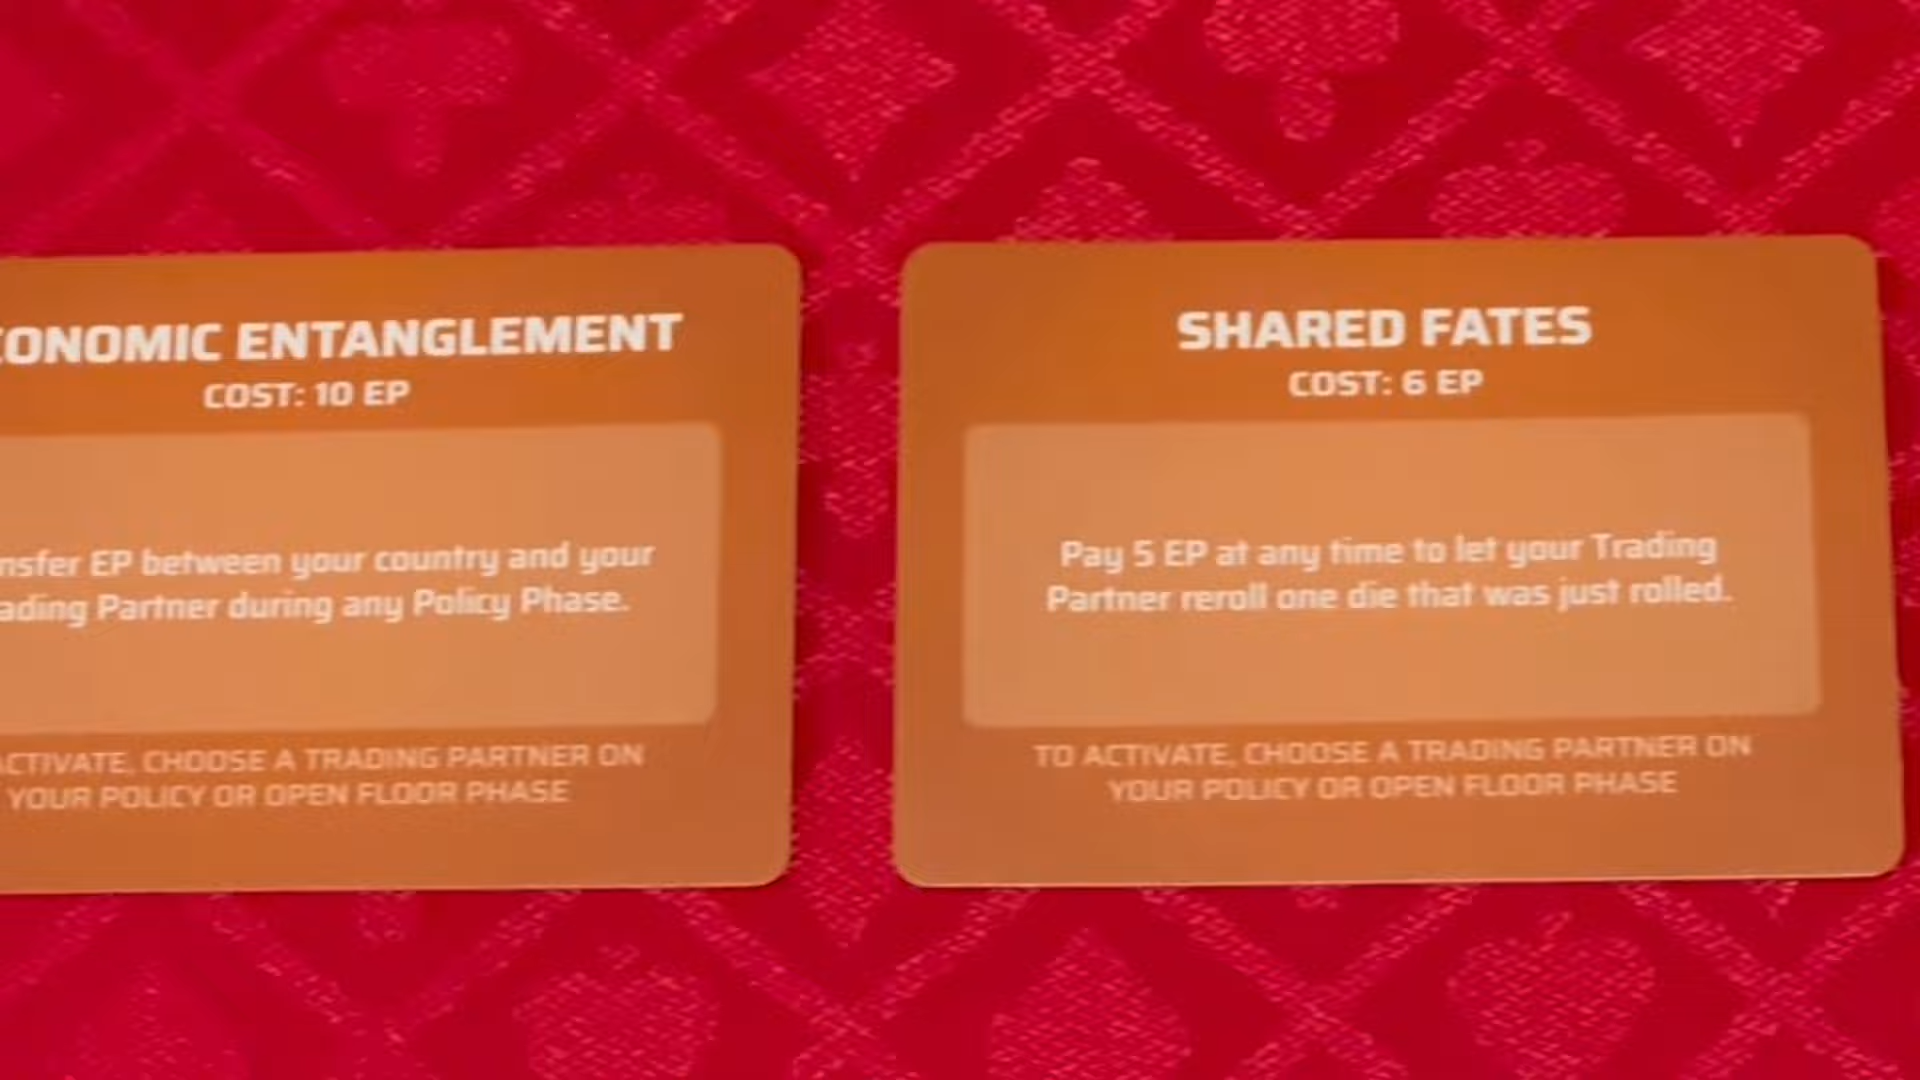 CONOMIC ENTANGLEMENT
COST: 10 EP
nsfer EP between your country and your
ading Partner during any Policy Phase.
ACTIVATE, CHOOSE A TRADING PARTNER ON
YOUR POLICY OR OPEN FLOOR PHASE
SHARED FATES
COST: 6 EP
Pay 5 EP at any time to let your Trading
Partner reroll one die that was just rolled.
TO ACTIVATE, CHOOSE A TRADING PARTNER ON
YOUR POLICY OR OPEN FLOOR PHASE